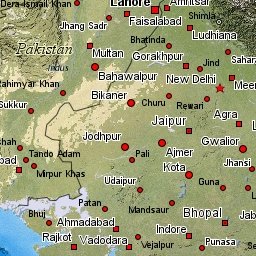 Lahore
Amritsar
Dera-Ismail Khan
Faisalabad
Jhang Sadr
Shimla
Ludhiana
Pakistan
Multan
Bhatinda
Gorakhpur
Jind
Sahara
Bahawalpur
New Delhi
Rahimyar Khan
Bikaner
Churu
Rewari
Meer
Sukkur
Jaipur
Agra
Jodhpur
Ajmer
Gwalior
Tando Adam
Pali
Kota
Jhansi
bad
Mirpur Khas
Udaipur
Guna
Bhuj
Patan
Mandsaur
Bhopal
Ahmadabad
Indore
Rajkot
Vadodara
Vejalpur
Punasa